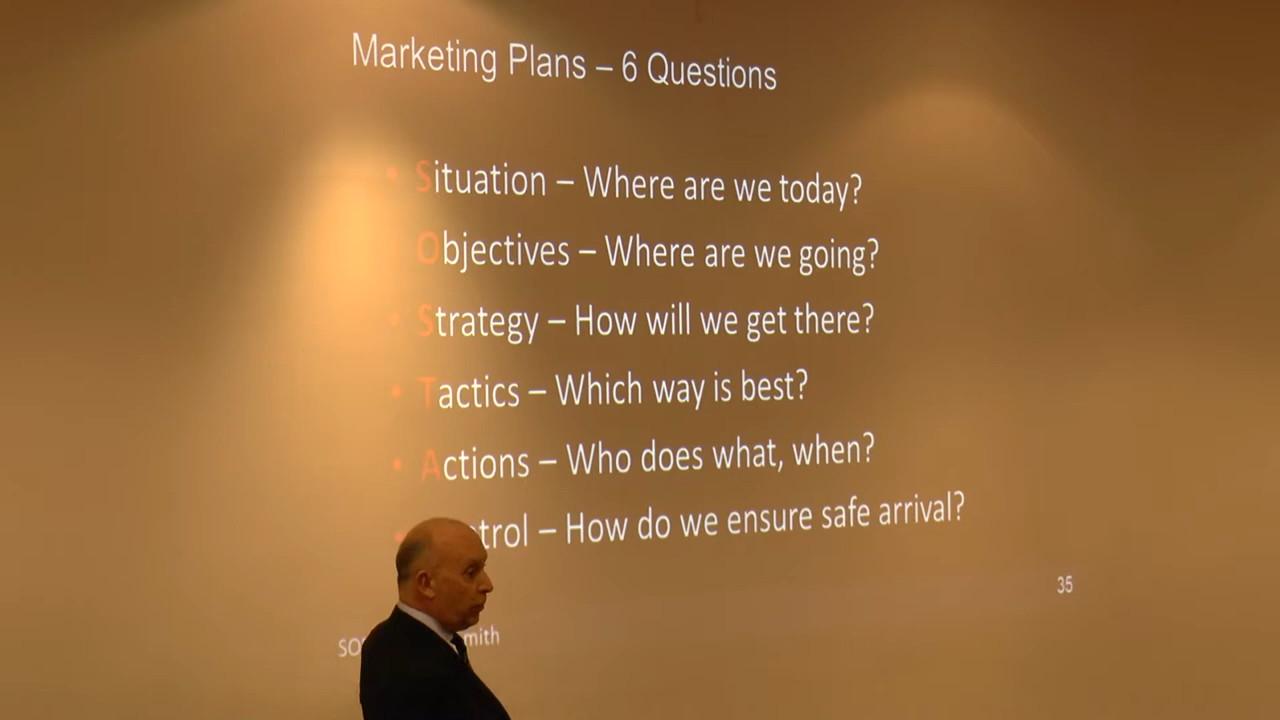 Marketing Plans – 6 Questions
• Situation – Where are we today?
Objectives – Where are we going?
• Strategy – How will we get there?
• Tactics – Which way is best?
• Actions – Who does what, when?
– How do we ensure safe arrival?
35